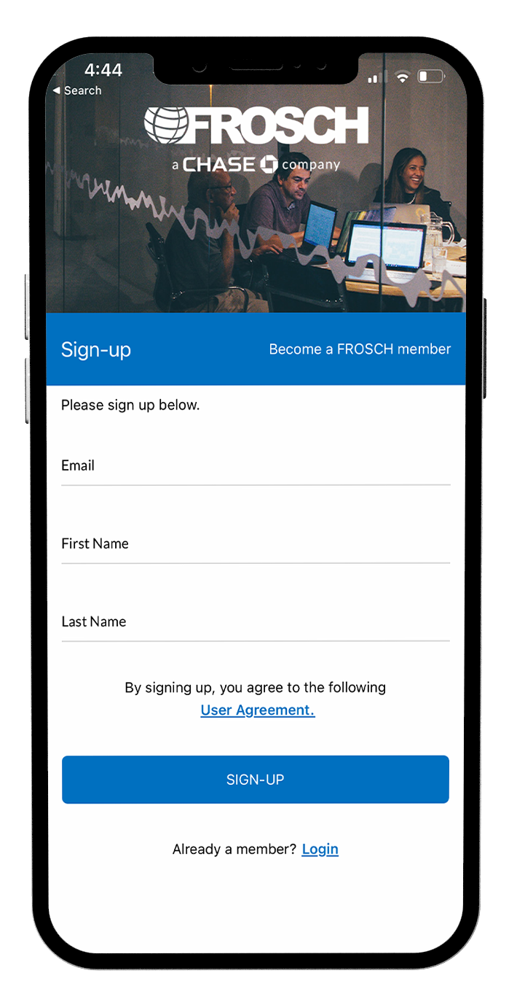 4:44
◀ Search
FROSCH
a CHASE company
Sign-up
Become a FROSCH member
Please sign up below.
Email
First Name
Last Name
By signing up, you agree to the following
User Agreement.
SIGN-UP
Already a member? Login